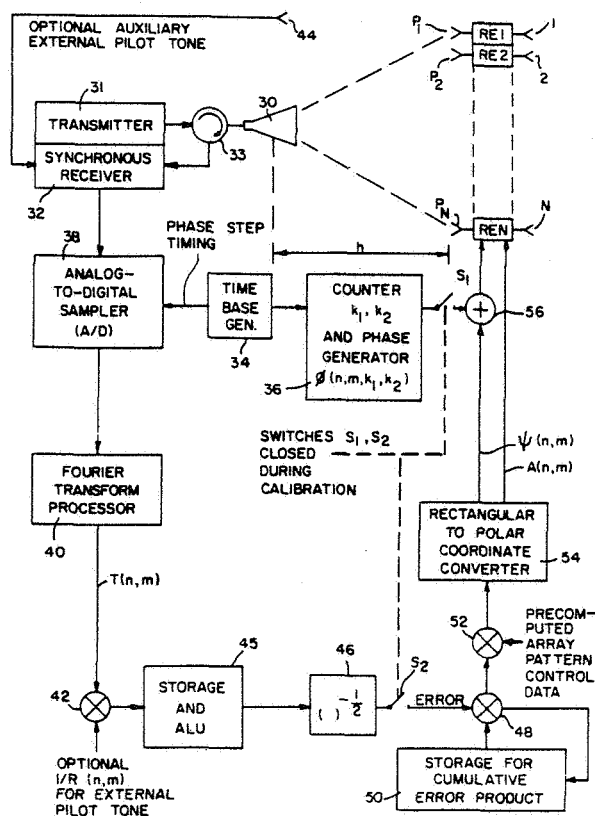 OPTIONAL AUXILIARY
EXTERNAL PILOT TONE
44
P1
RE1
1
P2
RE2
2
31
TRANSMITTER
SYNCHRONOUS
RECEIVER
32
33
30
PN
REN
N
38
ANALOG-
TO-DIGITAL
SAMPLER
(A/D)
PHASE STEP
TIMING
TIME
BASE
GEN.
34
h
COUNTER
k1, k2
AND PHASE
GENERATOR
Ø(n,m,k1,k2)
36
S1
+
56
SWITCHES S1, S2
CLOSED
DURING
CALIBRATION
ψ(n,m)
A(n,m)
FOURIER
TRANSFORM
PROCESSOR
40
RECTANGULAR
TO POLAR
COORDINATE
CONVERTER
54
T(n,m)
52
PRECOM-
PUTED
ARRAY
PATTERN
CONTROL
DATA
42
45
STORAGE
AND
ALU
46
( )-1/2
S2
ERROR
48
OPTIONAL
I/R (n,m)
FOR EXTERNAL
PILOT TONE
50
STORAGE FOR
CUMULATIVE
ERROR PRODUCT